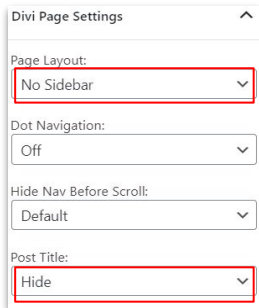 Divi Page Settings
Page Layout:
No Sidebar
Dot Navigation:
Off
Hide Nav Before Scroll:
Default
Post Title:
Hide